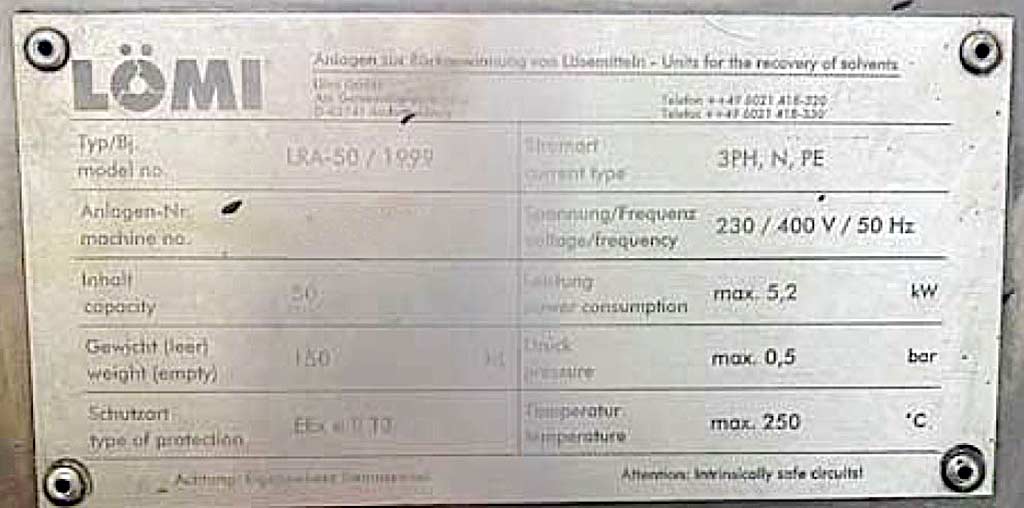 LÖMI
Anlagen zur Rückgewinnung von Lösemitteln - Units for the recovery of solvents
Telefon ++49 6021 418-320
Telefax ++49 6021 418-330
Typ/Bj.
model no.
LRA-50 / 1999
Stromart
current type
3PH, N, PE
Anlagen-Nr.
machine no.
Spannung/Frequenz
voltage/frequency
230 / 400 V / 50 Hz
Inhalt
capacity
50
Leistung
power consumption
max. 5,2 kW
Gewicht (leer)
weight (empty)
150
Druck
pressure
max. 0,5 bar
Schutzart
type of protection
EEx T3
Temperatur
temperature
max. 250 °C
Achtung:
Attention: Intrinsically safe circuits!